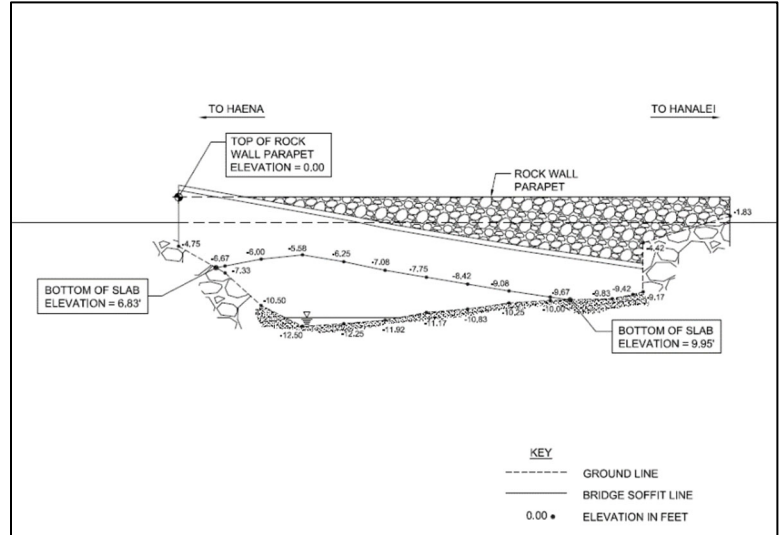 TO HAENA
TO HANALEI
TOP OF ROCK
WALL PARAPET
ELEVATION = 0.00
ROCK WALL
PARAPET
-1.83
-4.42
-4.75
-6.67
-7.33
-6.00
-5.58
-6.25
-7.08
-7.75
-8.42
-9.08
-9.67
-9.83
-9.42
-9.17
BOTTOM OF SLAB
ELEVATION = 6.83'
-10.50
-12.50
-12.25
-11.92
-11.17
-10.83
-10.25
-10.00
BOTTOM OF SLAB
ELEVATION = 9.95'
KEY
GROUND LINE
BRIDGE SOFFIT LINE
0.00
ELEVATION IN FEET